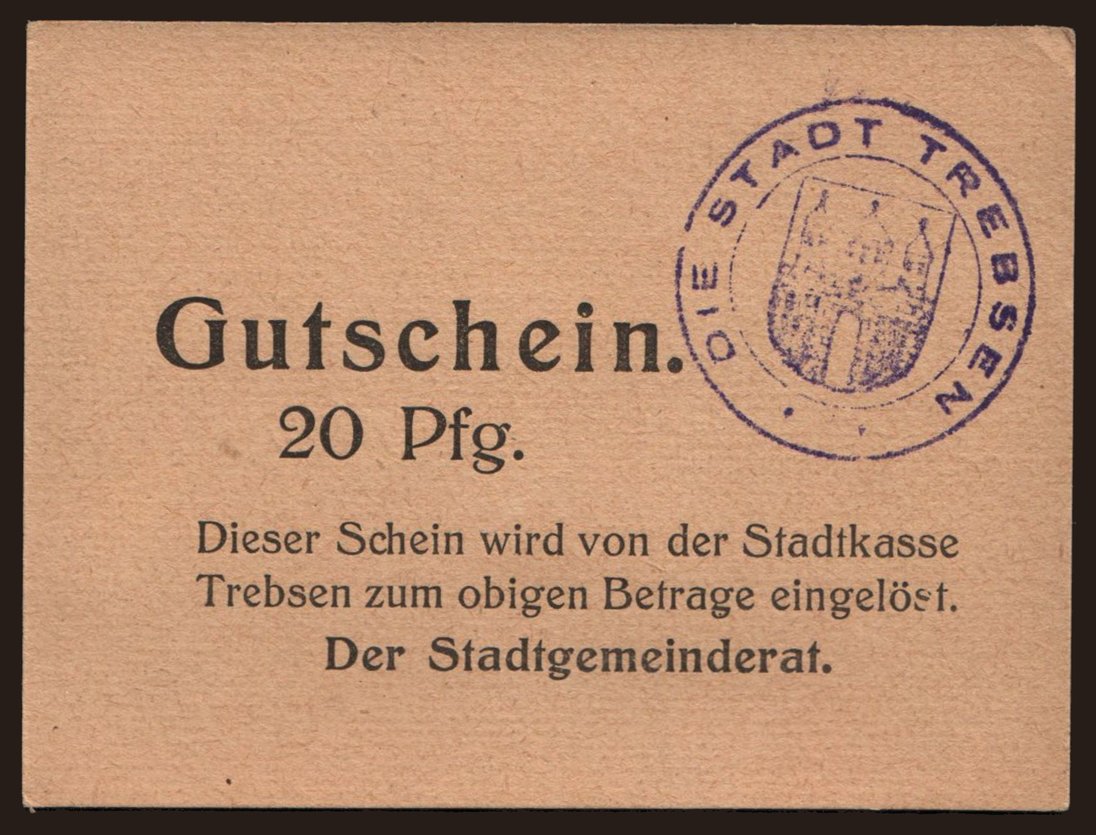 DIE STADT TREBSEN
Gutschein.
20 Pfg.
Dieser Schein wird von der Stadtkasse
Trebsen zum obigen Betrage eingelöst.
Der Stadtgemeinderat.